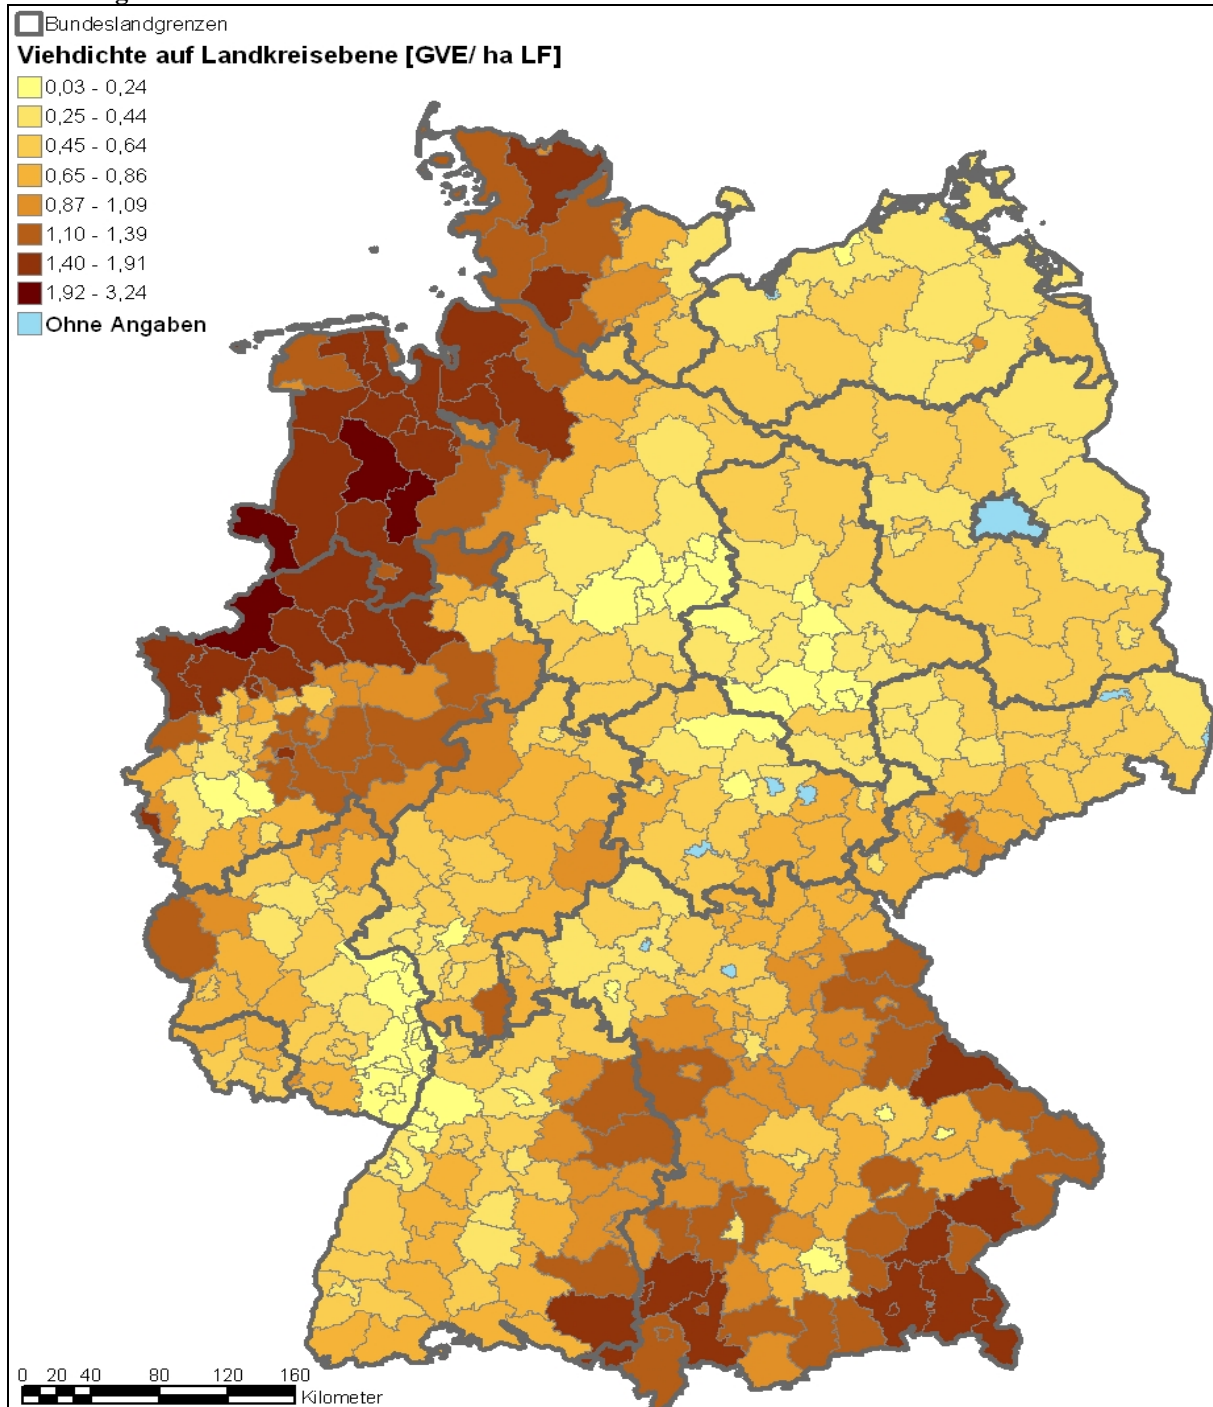 Bundeslandgrenzen
Viehdichte auf Landkreisebene [GVE/ ha LF]
0,03 - 0,24
0,25 - 0,44
0,45 - 0,64
0,65 - 0,86
0,87 - 1,09
1,10 - 1,39
1,40 - 1,91
1,92 - 3,24
Ohne Angaben
0 20 40 80 120 160
Kilometer